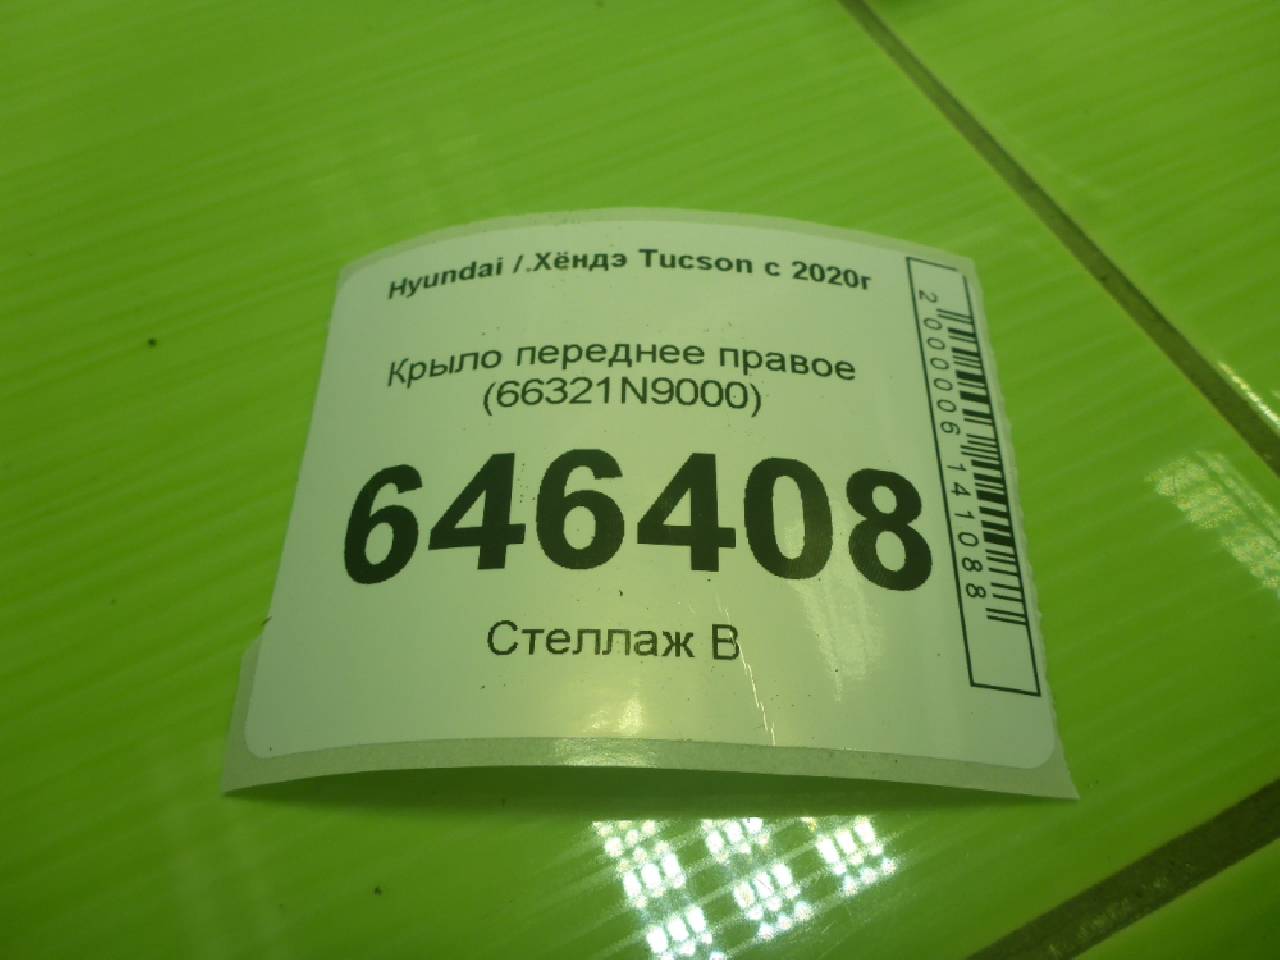 Hyundai / Хёндэ Tucson с 2020г
Крыло переднее правое
(66321N9000)
646408
Стеллаж В
2000006141088